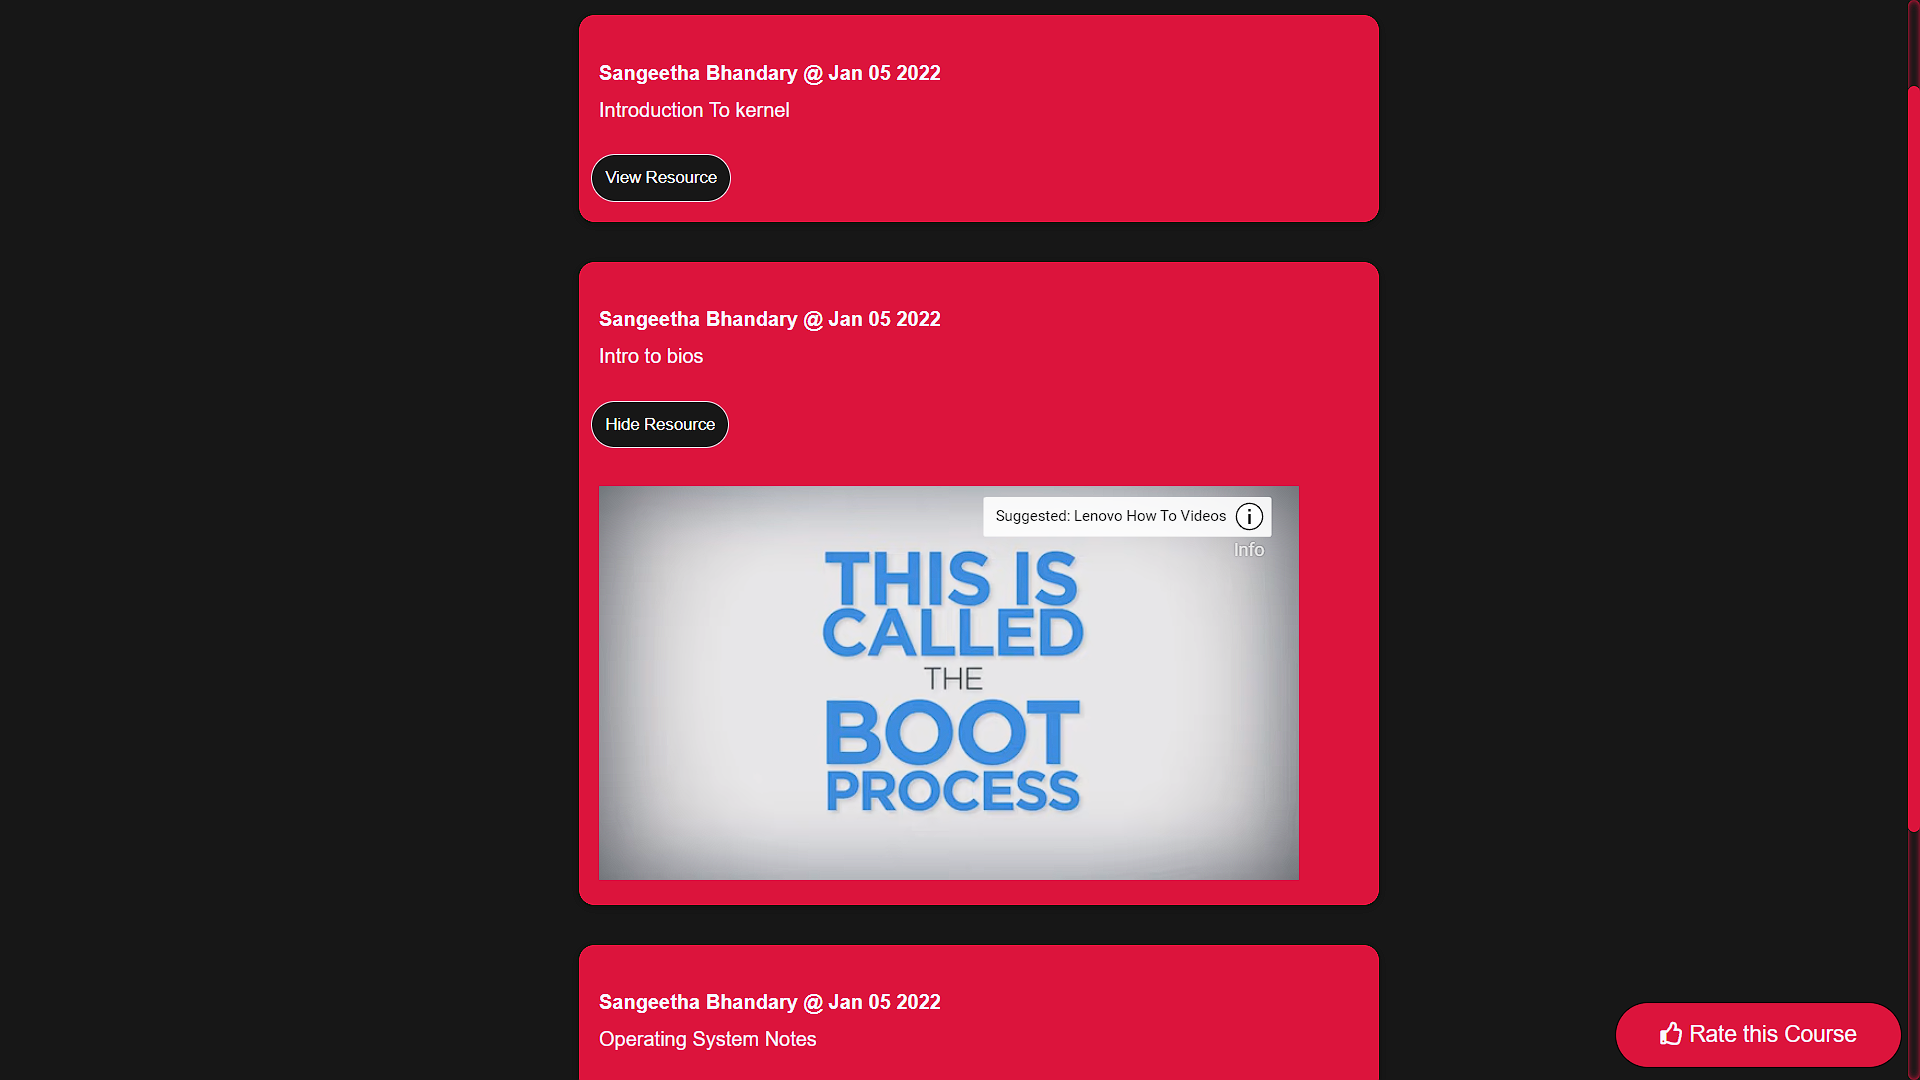 Sangeetha Bhandary @ Jan 05 2022
Introduction To kernel
View Resource
Sangeetha Bhandary @ Jan 05 2022
Intro to bios
Hide Resource
Suggested: Lenovo How To Videos
Info
THIS IS
CALLED
THE
BOOT
PROCESS
Sangeetha Bhandary @ Jan 05 2022
Operating System Notes
Rate this Course